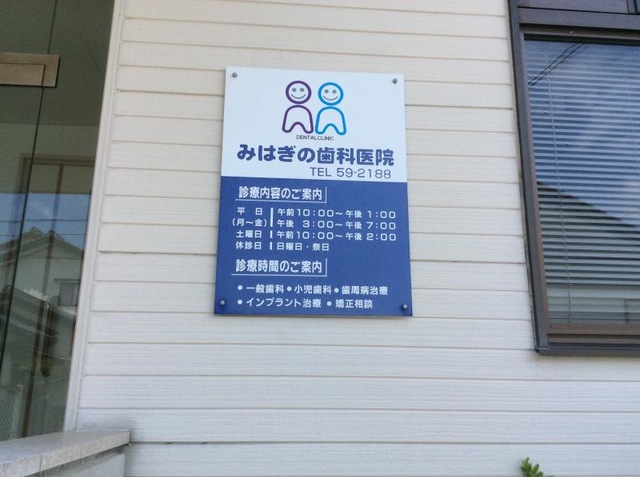 DENTALCLINIC
みはぎの歯科医院
TEL 59-2188
診療内容のご案内
平 日 午前10:00～午後 1:00
(月～金) 午後 3:00～午後 7:00
土曜日 午前10:00～午後 2:00
休診日 日曜日・祭日
診療時間のご案内
●一般歯科●小児歯科●歯周病治療
●インプラント治療●矯正相談